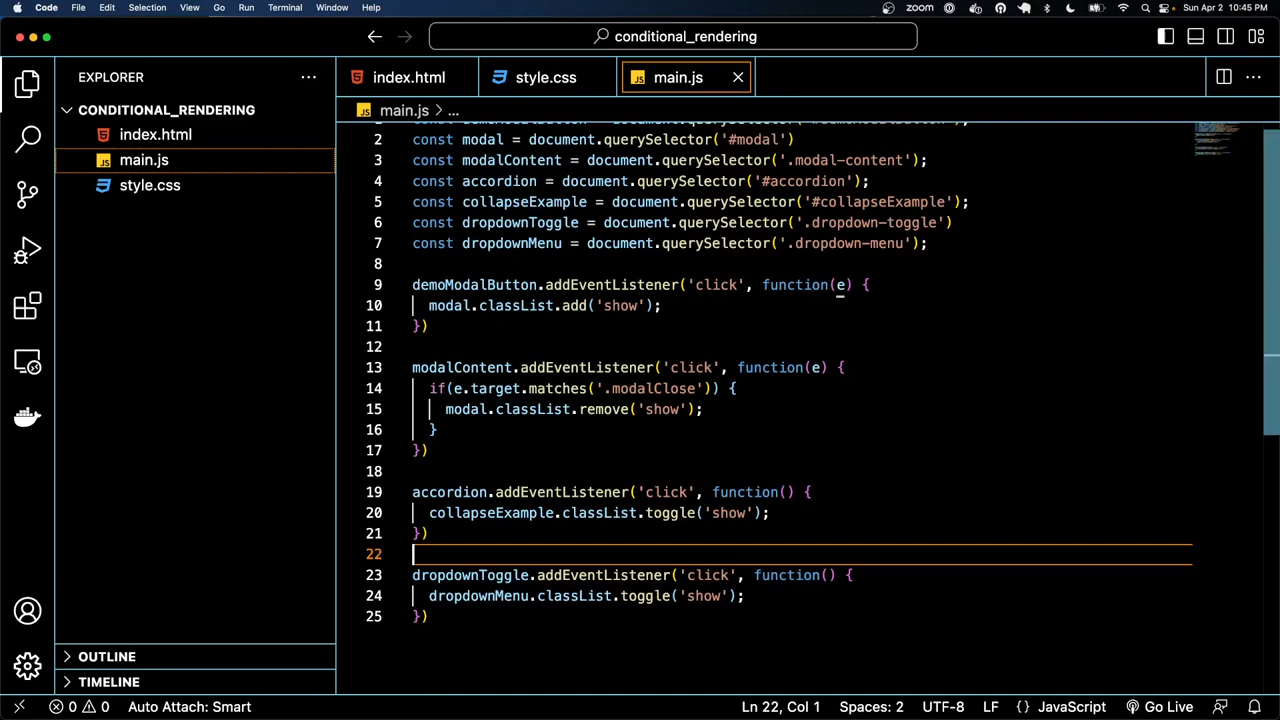 Code File Edit Selection View Go Run Terminal Window Help zoom Sun Apr 2 10:45 PM
conditional_rendering
EXPLORER
CONDITIONAL_RENDERING
index.html
main.js
style.css
OUTLINE
TIMELINE
index.html style.css main.js
main.js > ...
2 const modal = document.querySelector('#modal')
3 const modalContent = document.querySelector('.modal-content');
4 const accordion = document.querySelector('#accordion');
5 const collapseExample = document.querySelector('#collapseExample');
6 const dropdownToggle = document.querySelector('.dropdown-toggle')
7 const dropdownMenu = document.querySelector('.dropdown-menu');
8
9 demoModalButton.addEventListener('click', function(e) {
10 modal.classList.add('show');
11 })
12
13 modalContent.addEventListener('click', function(e) {
14 if(e.target.matches('.modalClose')) {
15 modal.classList.remove('show');
16 }
17 })
18
19 accordion.addEventListener('click', function() {
20 collapseExample.classList.toggle('show');
21 })
22
23 dropdownToggle.addEventListener('click', function() {
24 dropdownMenu.classList.toggle('show');
25 })
0 0 Auto Attach: Smart Ln 22, Col 1 Spaces: 2 UTF-8 LF {} JavaScript Go Live